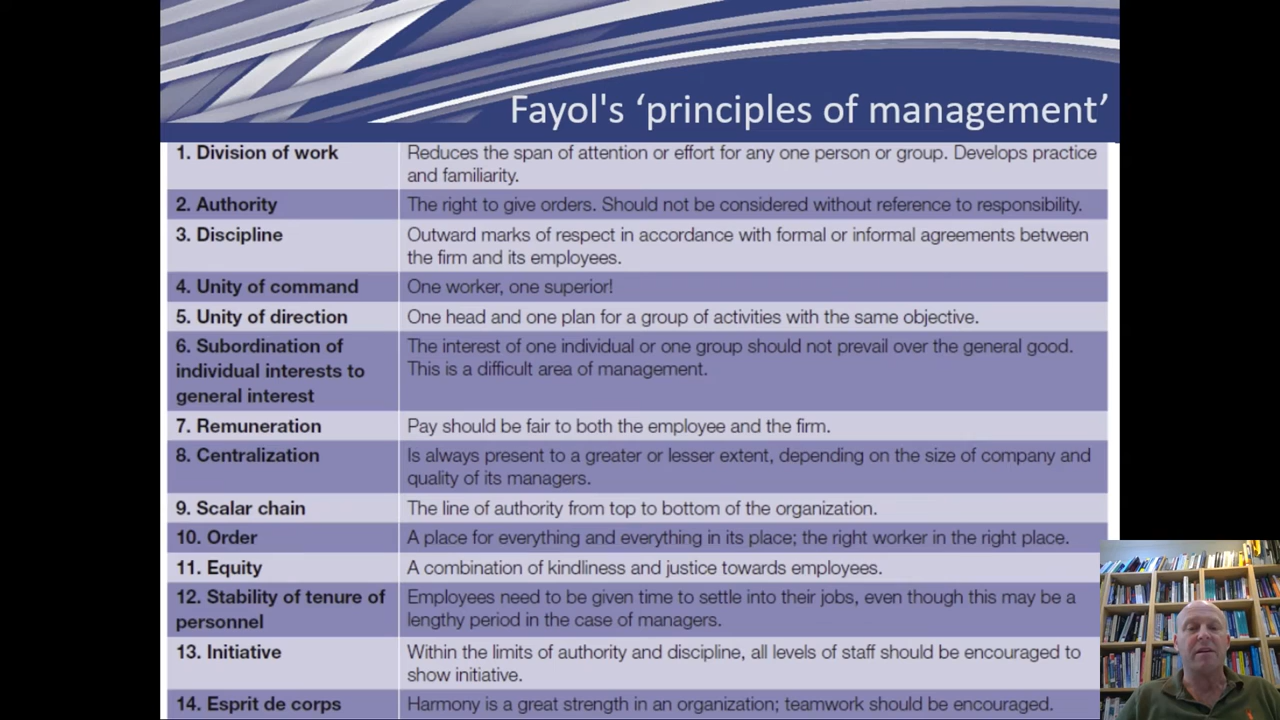 Fayol's ‘principles of management’
1. Division of work
Reduces the span of attention or effort for any one person or group. Develops practice
and familiarity.
2. Authority
The right to give orders. Should not be considered without reference to responsibility.
3. Discipline
Outward marks of respect in accordance with formal or informal agreements between
the firm and its employees.
4. Unity of command
One worker, one superior!
5. Unity of direction
One head and one plan for a group of activities with the same objective.
6. Subordination of
individual interests to
general interest
The interest of one individual or one group should not prevail over the general good.
This is a difficult area of management.
7. Remuneration
Pay should be fair to both the employee and the firm.
8. Centralization
Is always present to a greater or lesser extent, depending on the size of company and
quality of its managers.
9. Scalar chain
The line of authority from top to bottom of the organization.
10. Order
A place for everything and everything in its place; the right worker in the right place.
11. Equity
A combination of kindliness and justice towards employees.
12. Stability of tenure of
personnel
Employees need to be given time to settle into their jobs, even though this may be a
lengthy period in the case of managers.
13. Initiative
Within the limits of authority and discipline, all levels of staff should be encouraged to
show initiative.
14. Esprit de corps
Harmony is a great strength in an organization; teamwork should be encouraged.